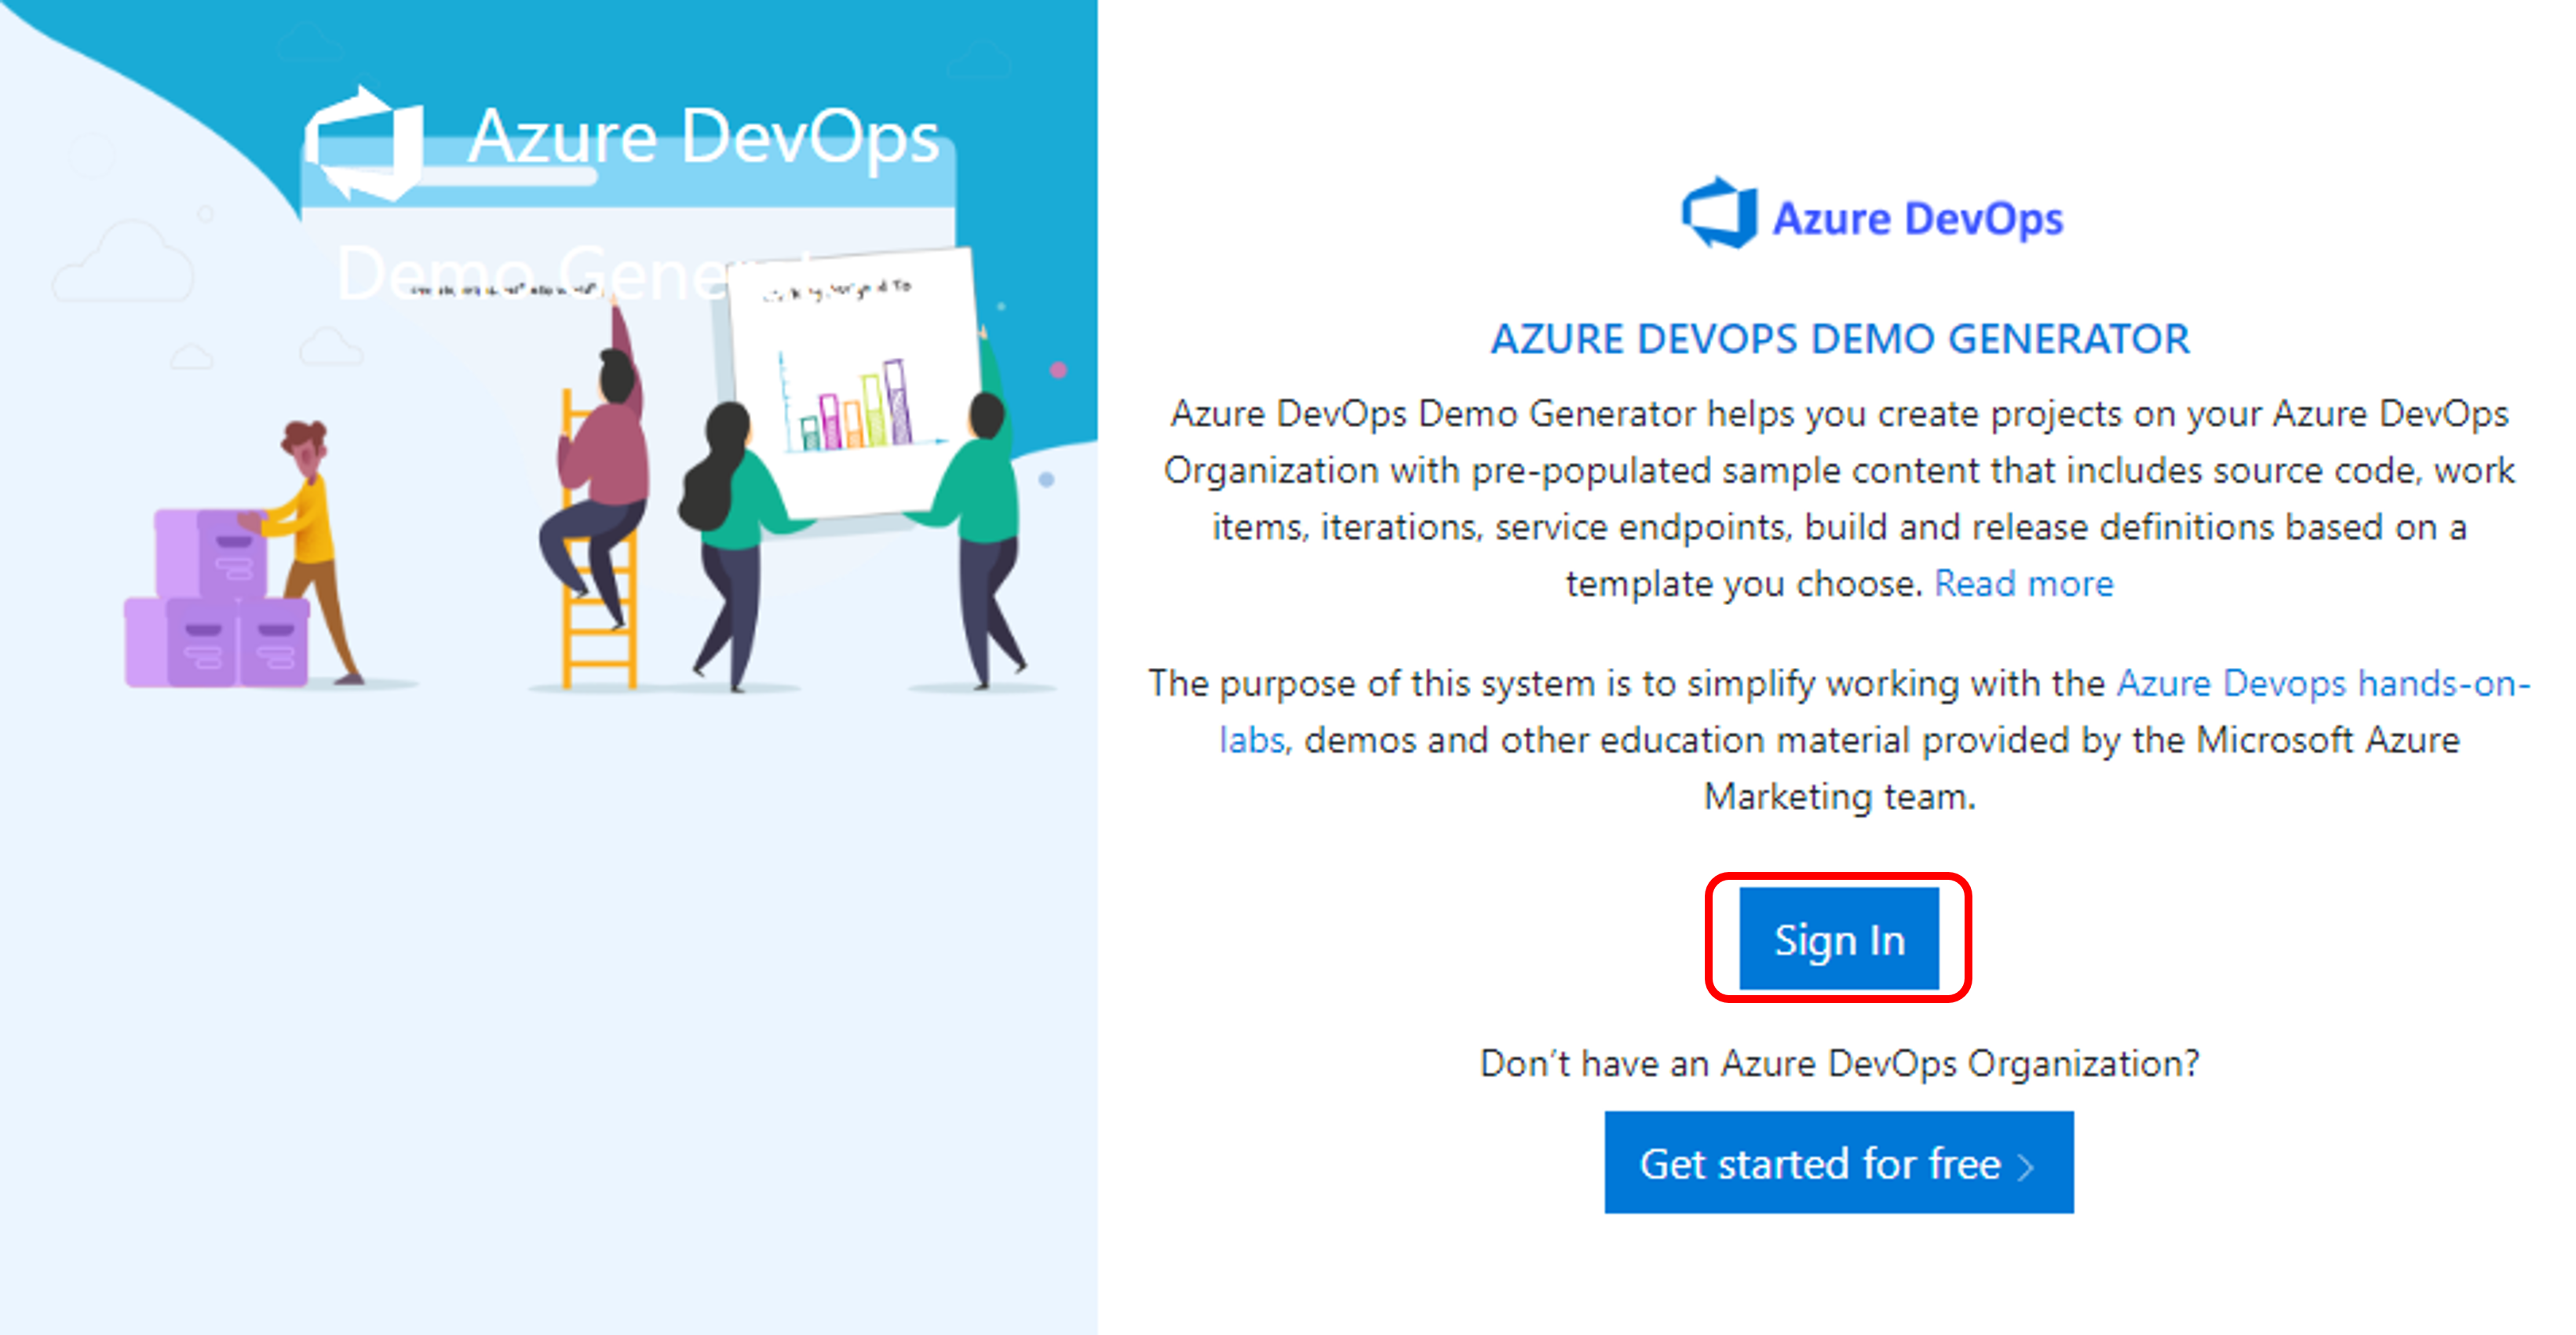 Azure DevOps
Demo Gene
Azure DevOps
AZURE DEVOPS DEMO GENERATOR
Azure DevOps Demo Generator helps you create projects on your Azure DevOps
Organization with pre-populated sample content that includes source code, work
items, iterations, service endpoints, build and release definitions based on a
template you choose. Read more
The purpose of this system is to simplify working with the Azure Devops hands-on-
labs, demos and other education material provided by the Microsoft Azure
Marketing team.
Sign In
Don't have an Azure DevOps Organization?
Get started for free >